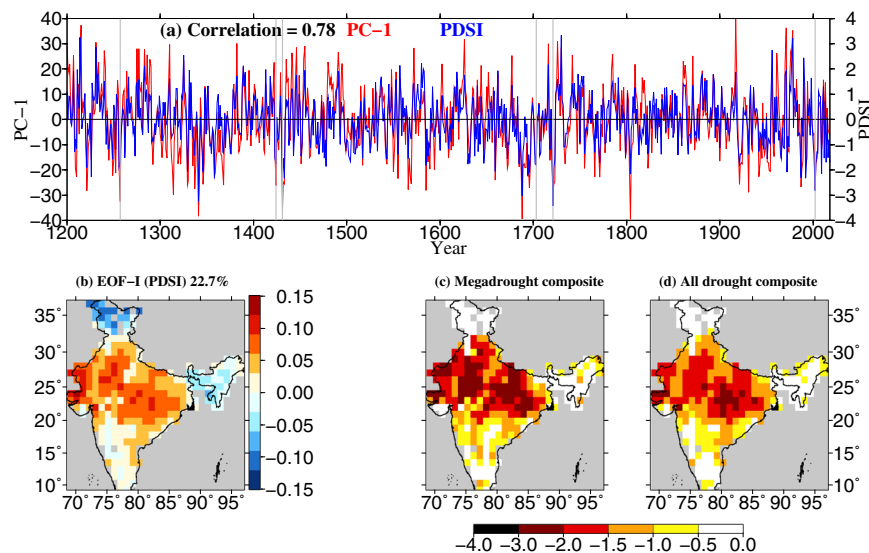 (a) Correlation = 0.78 PC−1 PDSI
40 30 20 10 0 −10 −20 −30 −40
PC−1
4 3 2 1 0 −1 −2 −3 −4
PDSI
1200 1300 1400 1500 1600 1700 1800 1900 2000
Year
(b) EOF−I (PDSI) 22.7%
35° 30° 25° 20° 15° 10°
70 75 80 85 90 95
0.15 0.10 0.05 0.00 −0.05 −0.10 −0.15
(c) Megadrought composite
70 75 80 85 90 95
(d) All drought composite
35° 30° 25° 20° 15° 10°
70 75 80 85 90 95
−4.0 −3.0 −2.0 −1.5 −1.0 −0.5 0.0